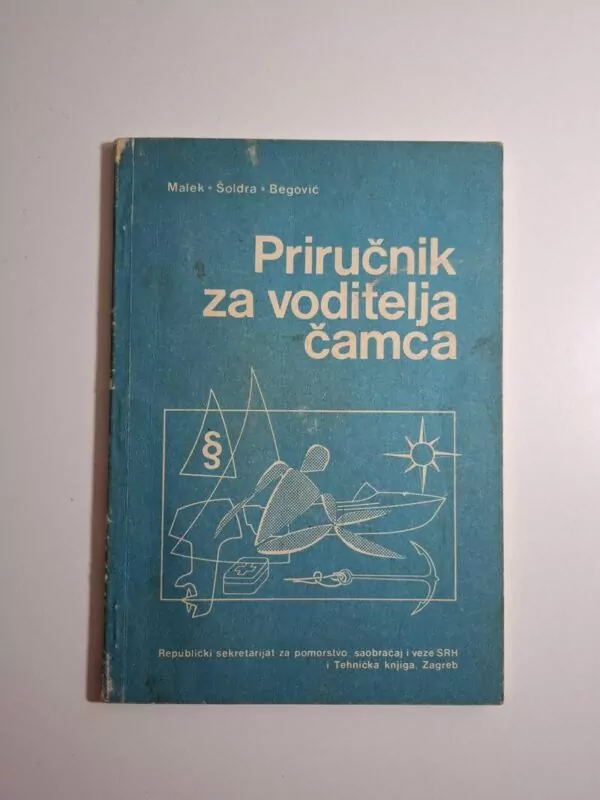 Malek • Šoldra • Begović
Priručnik
za voditelja
čamca
§
Republički sekretarijat za pomorstvo, saobraćaj i veze SRH
i Tehnička knjiga, Zagreb